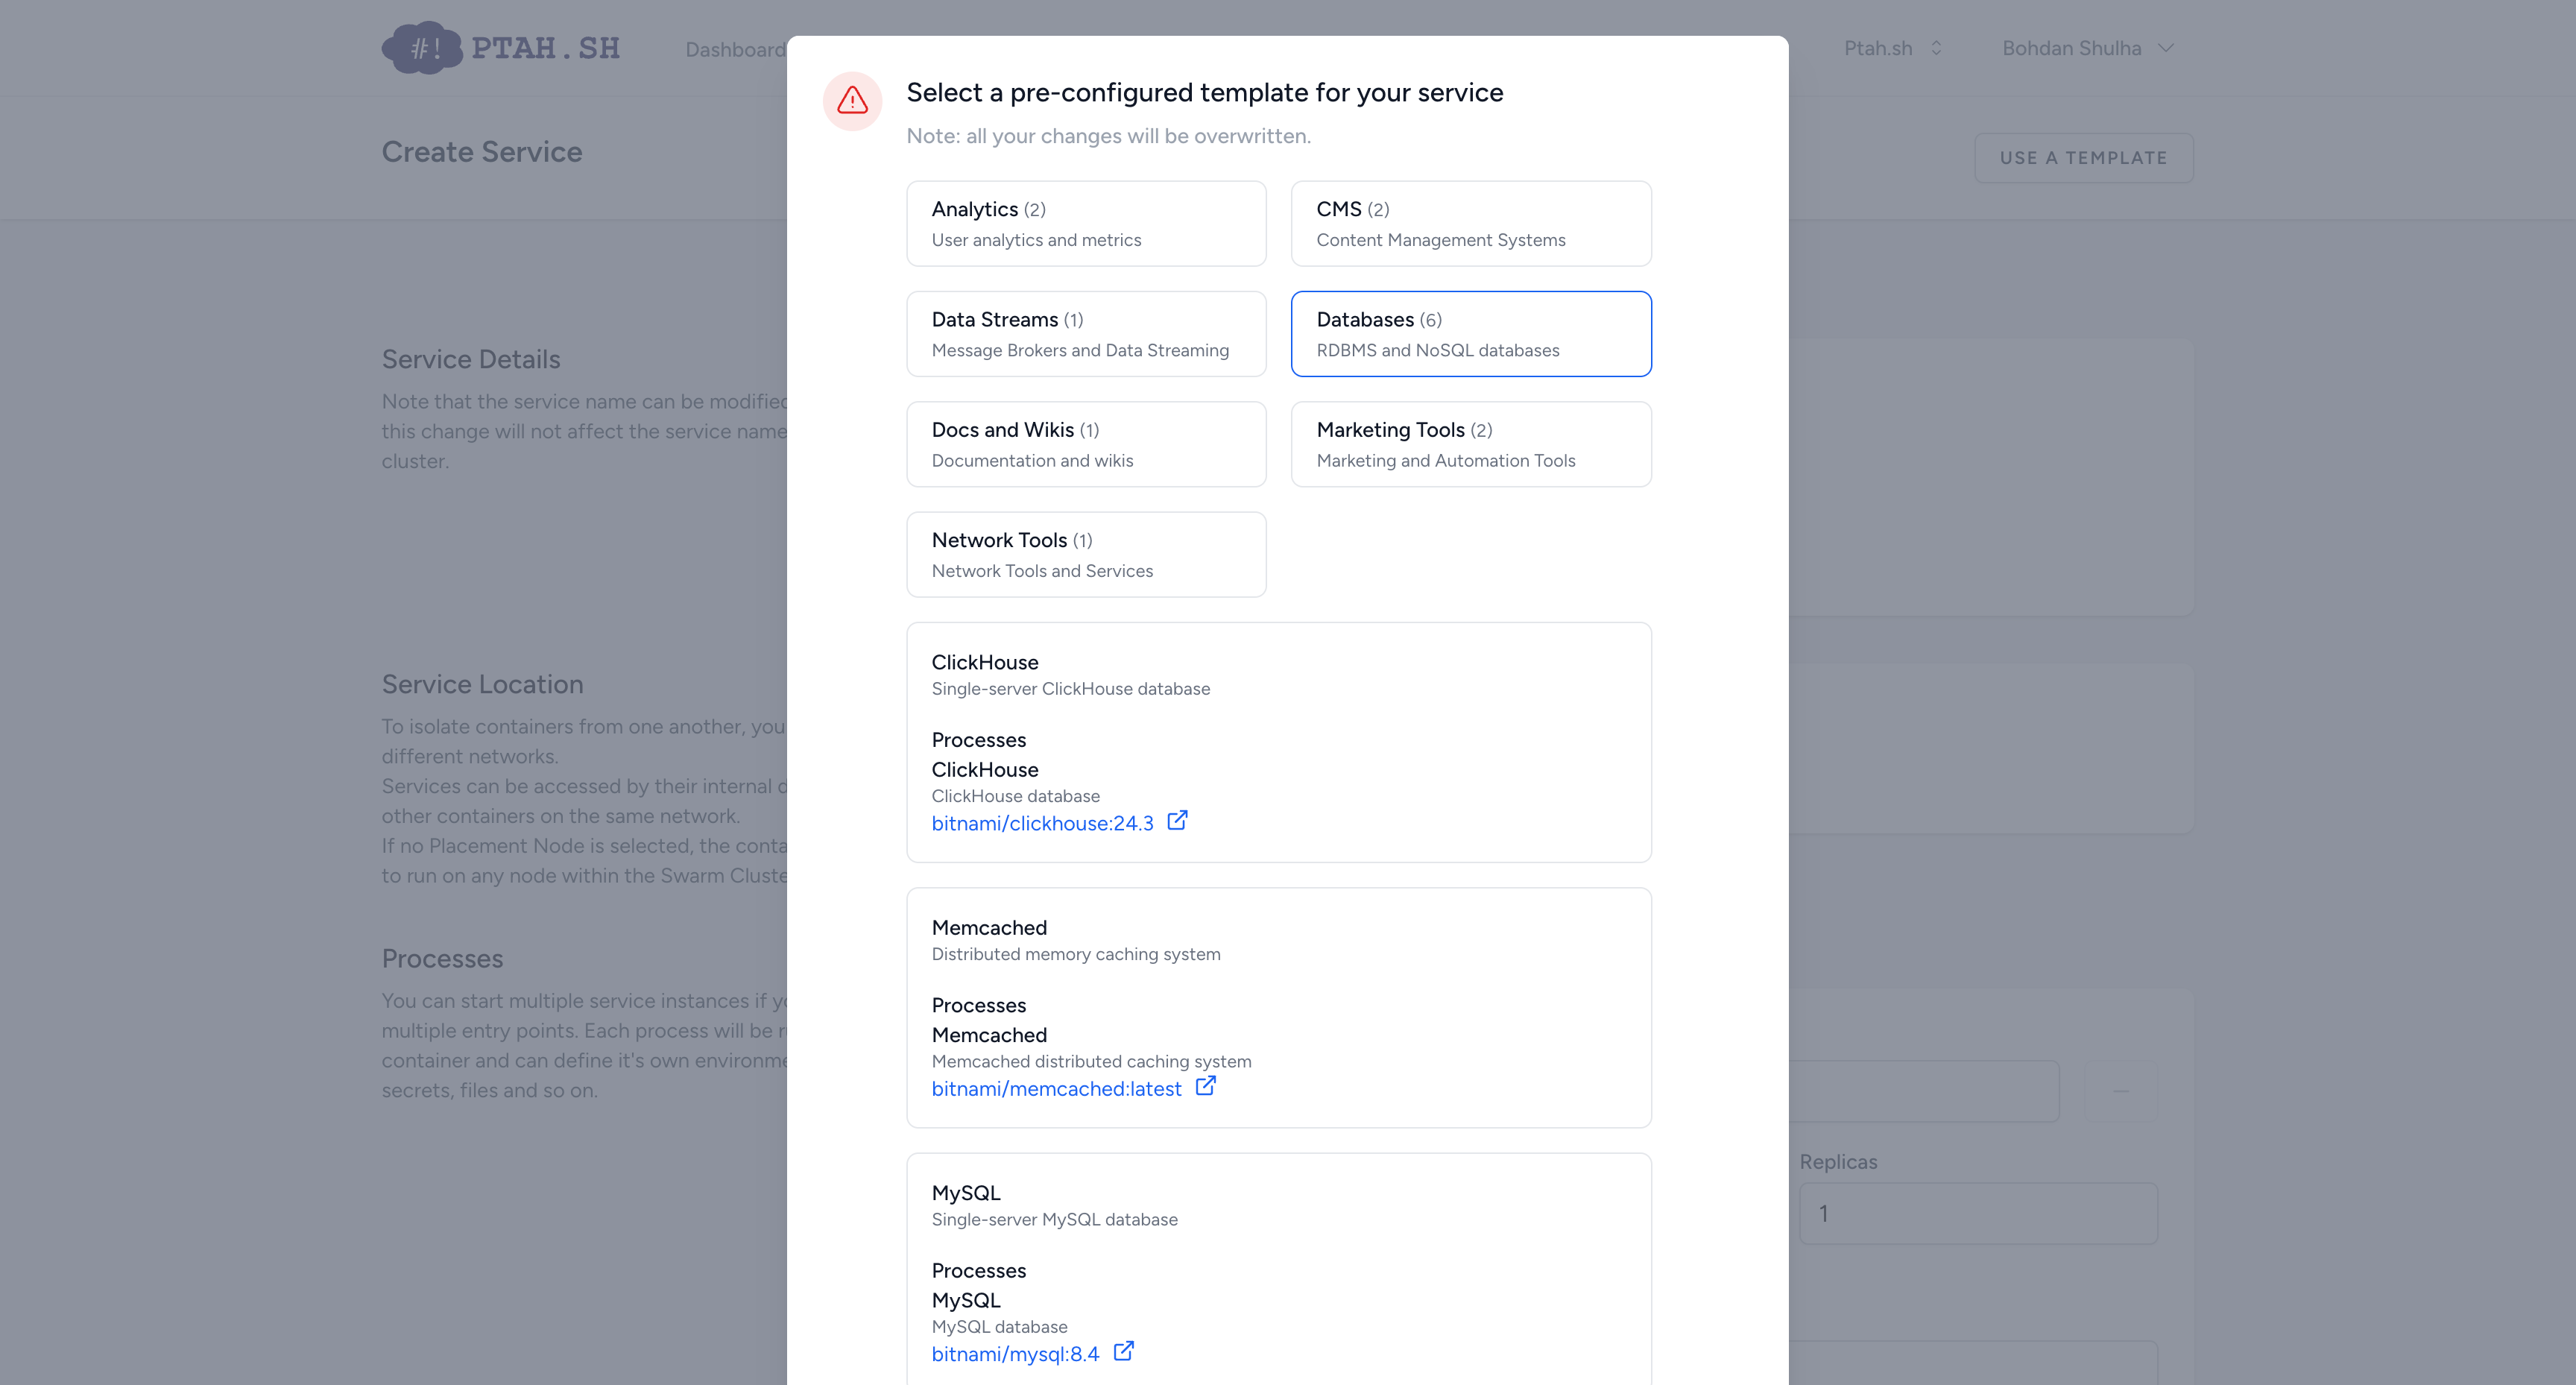 #! PTAH.SH
Dashboard
Ptah.sh
Bohdan Shulha
Create Service
USE A TEMPLATE
Select a pre-configured template for your service
Note: all your changes will be overwritten.
Analytics (2)
User analytics and metrics
CMS (2)
Content Management Systems
Data Streams (1)
Message Brokers and Data Streaming
Databases (6)
RDBMS and NoSQL databases
Docs and Wikis (1)
Documentation and wikis
Marketing Tools (2)
Marketing and Automation Tools
Network Tools (1)
Network Tools and Services
ClickHouse
Single-server ClickHouse database
Processes
ClickHouse
ClickHouse database
bitnami/clickhouse:24.3
Memcached
Distributed memory caching system
Processes
Memcached
Memcached distributed caching system
bitnami/memcached:latest
MySQL
Single-server MySQL database
Processes
MySQL
MySQL database
bitnami/mysql:8.4
Service Details
Note that the service name can be modified
this change will not affect the service name
cluster.
Service Location
To isolate containers from one another, you
different networks.
Services can be accessed by their internal
other containers on the same network.
If no Placement Node is selected, the
to run on any node within the Swarm
Processes
You can start multiple service instances if
multiple entry points. Each process will be
container and can define it's own
secrets, files and so on.
Replicas
1